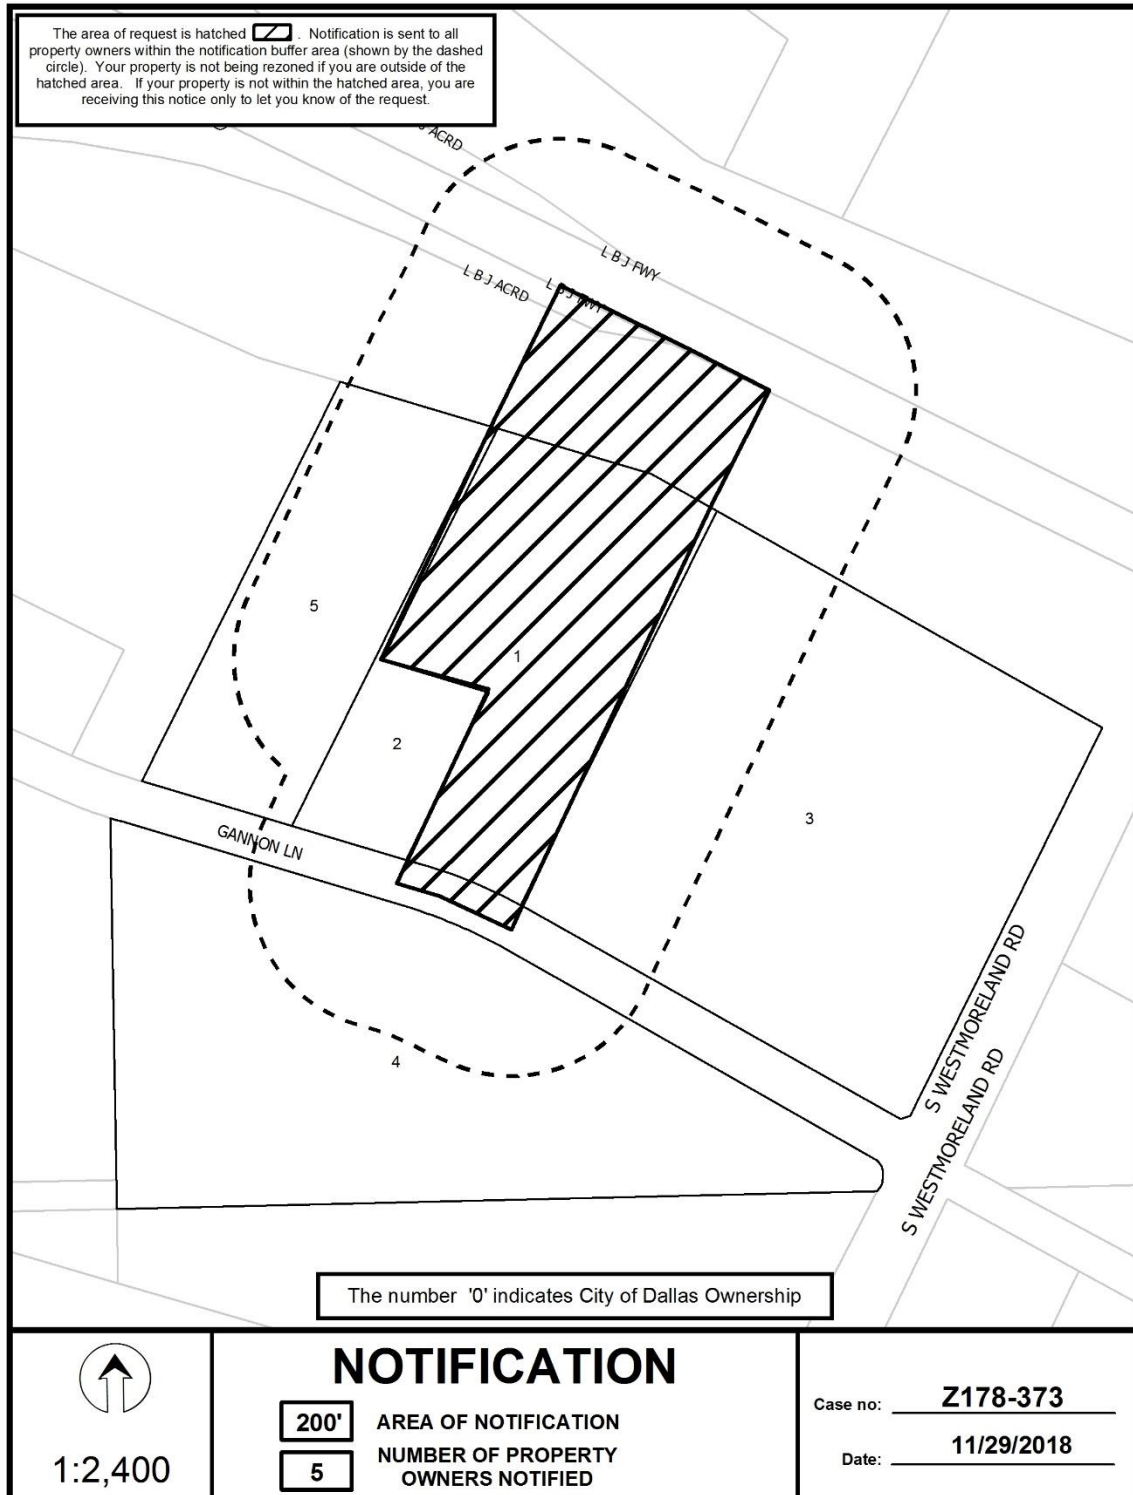 The area of request is hatched . Notification is sent to all
property owners within the notification buffer area (shown by the dashed
circle). Your property is not being rezoned if you are outside of the
hatched area. If your property is not within the hatched area, you are
receiving this notice only to let you know of the request.
ACRD
L B J FWY
L B J ACRD
L B J FWY
5
1
2
3
GANNON LN
4
S WESTMORELAND RD
S WESTMORELAND RD
The number '0' indicates City of Dallas Ownership
1:2,400
NOTIFICATION
200' AREA OF NOTIFICATION
5 NUMBER OF PROPERTY
OWNERS NOTIFIED
Case no: Z178-373
Date: 11/29/2018